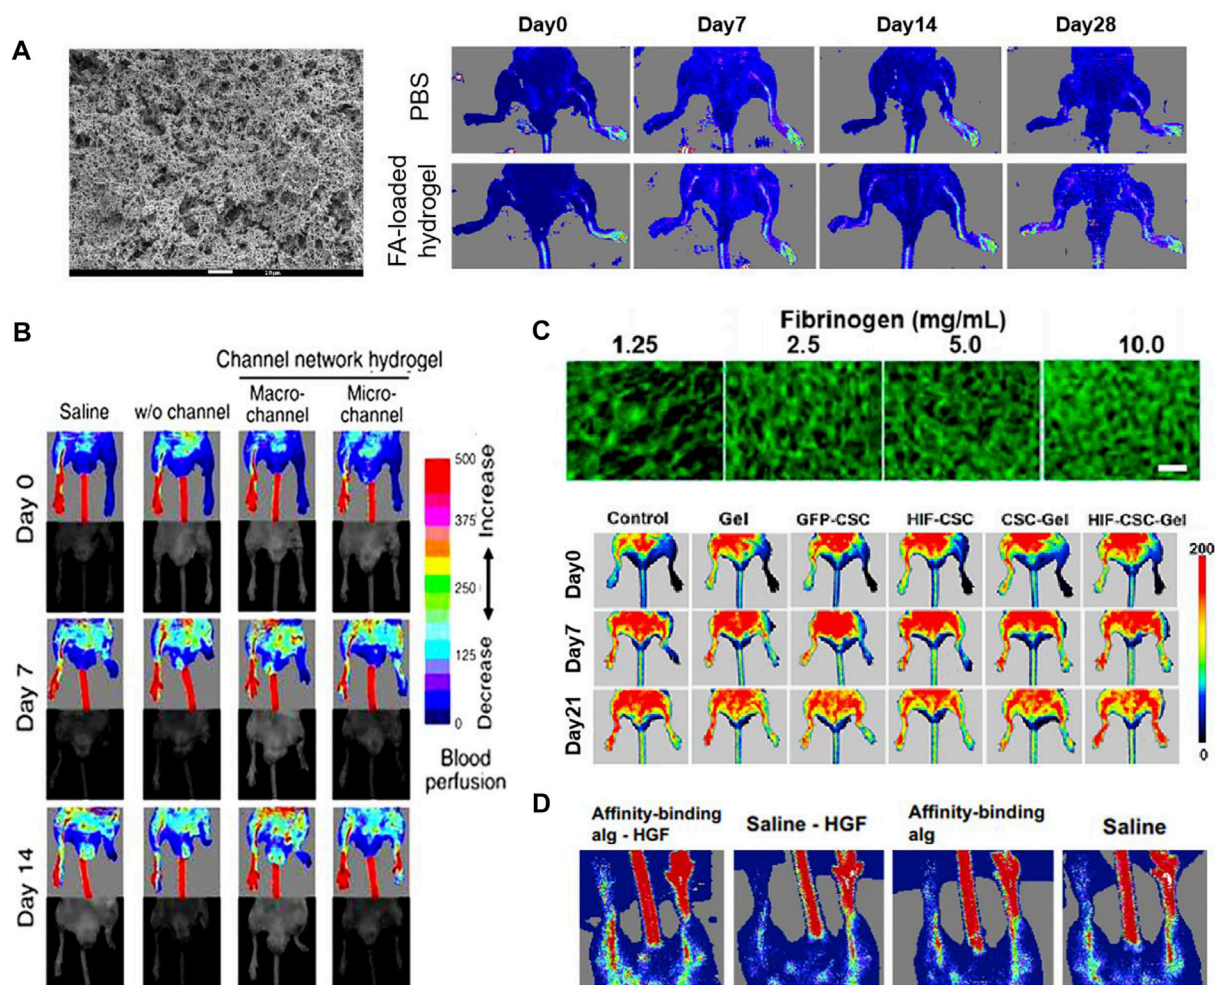 A
Day0 Day7 Day14 Day28
PBS
FA-loaded
hydrogel
10µm
B
Channel network hydrogel
Saline w/o channel Macro-
channel Micro-
channel
Day 0
Day 7
Day 14
500
375
250
125
0
Increase
Decrease
Blood
perfusion
C
Fibrinogen (mg/mL)
1.25 2.5 5.0 10.0
Control Gel GFP-CSC HIF-CSC CSC-Gel HIF-CSC-Gel
Day0
Day7
Day21
200
0
D
Affinity-binding
alg - HGF
Saline - HGF
Affinity-binding
alg
Saline